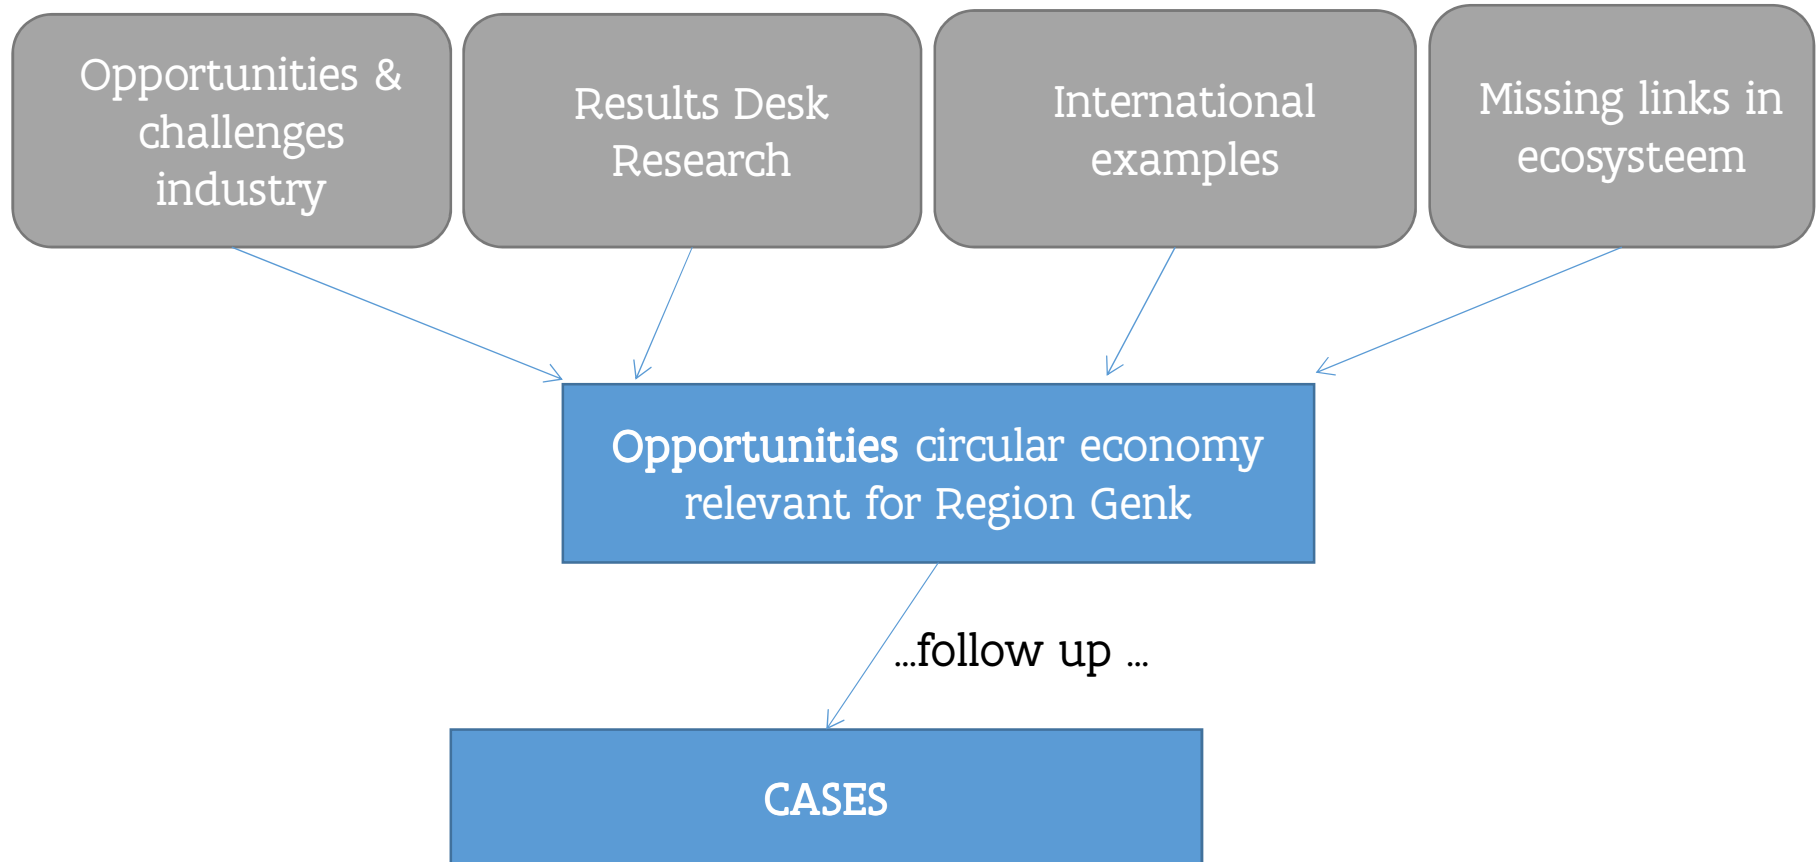 Opportunities &
challenges
industry
Results Desk
Research
International
examples
Missing links in
ecosysteem
Opportunities circular economy
relevant for Region Genk
...follow up ...
CASES